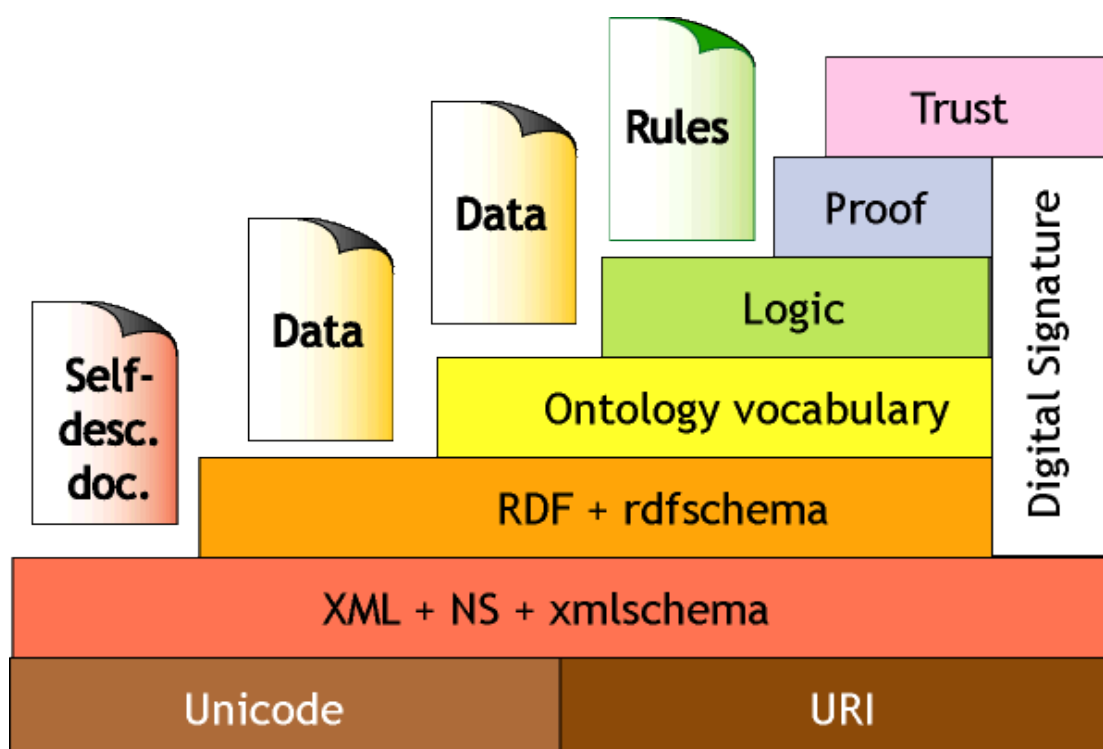 Trust
Rules
Proof
Data
Digital Signature
Logic
Data
Self-
desc.
doc.
Ontology vocabulary
RDF + rdfschema
XML + NS + xmlschema
Unicode
URI